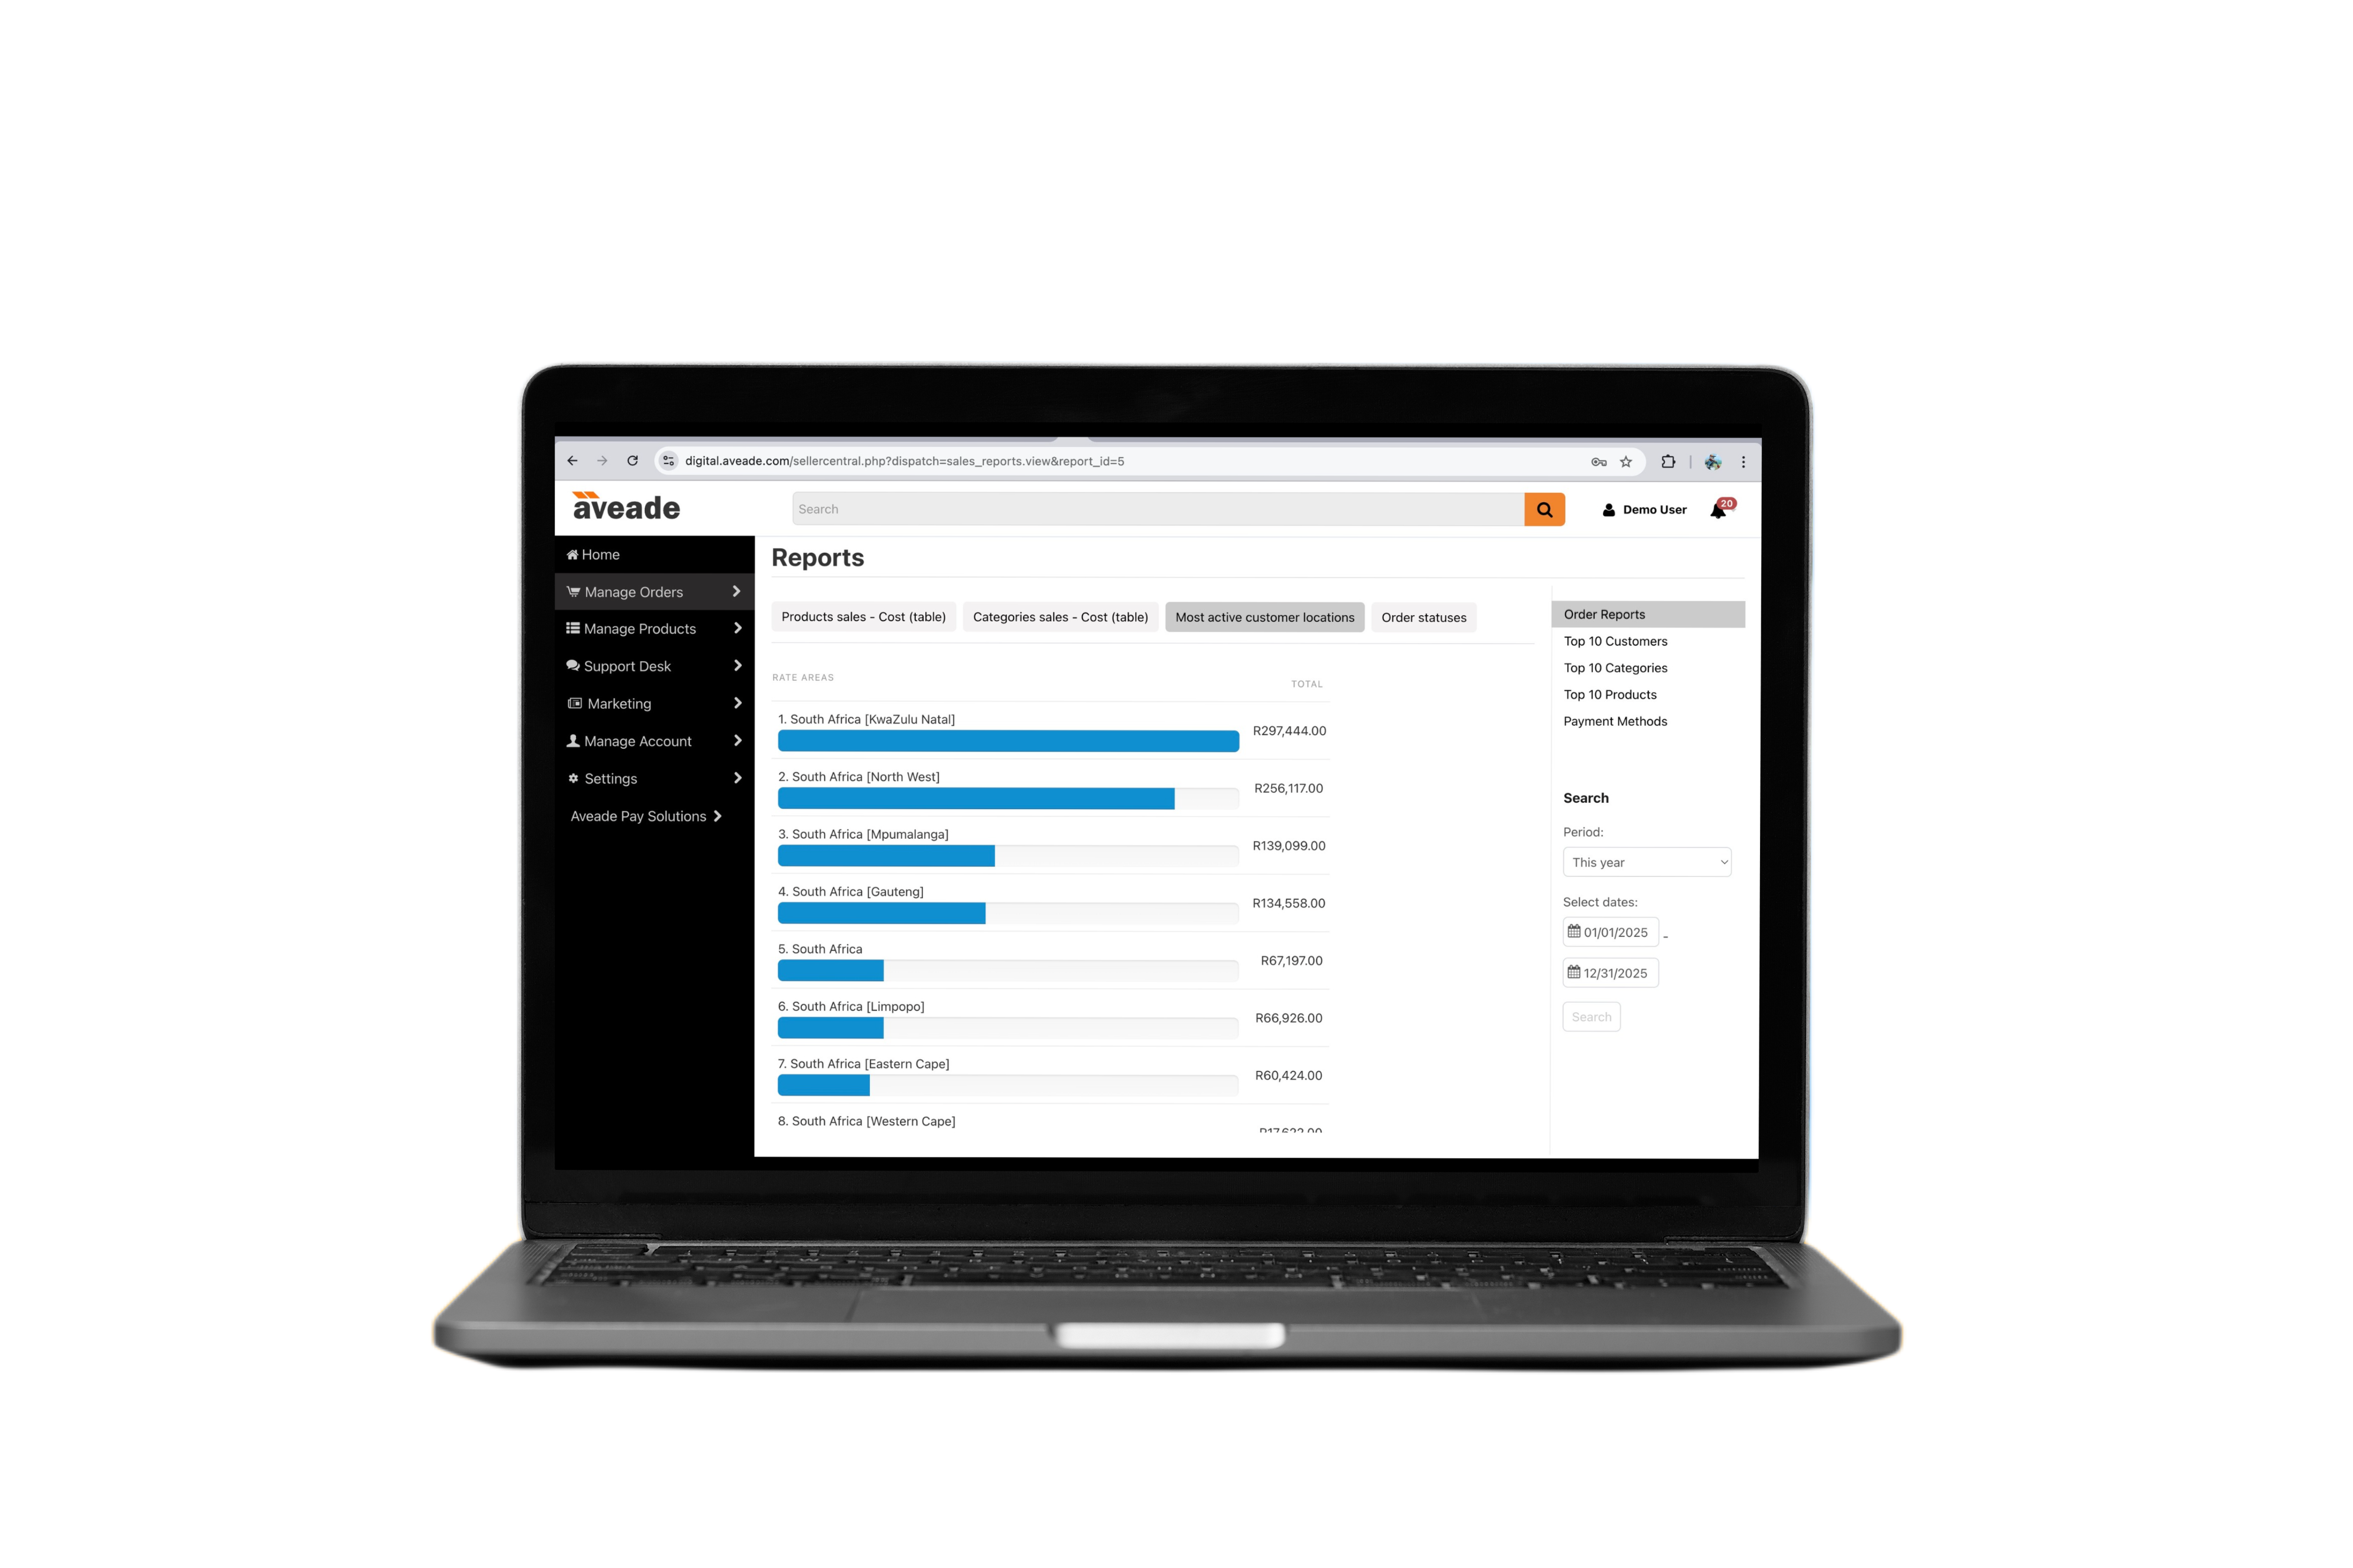 digital.aveade.com/sellercentral.php?dispatch=sales_reports.view&report_id=5
aveade
Search
Demo User
20
Home
Manage Orders
Manage Products
Support Desk
Marketing
Manage Account
Settings
Aveade Pay Solutions
Reports
Products sales - Cost (table)
Categories sales - Cost (table)
Most active customer locations
Order statuses
RATE AREAS
TOTAL
1. South Africa [KwaZulu Natal]
R297,444.00
2. South Africa [North West]
R256,117.00
3. South Africa [Mpumalanga]
R139,099.00
4. South Africa [Gauteng]
R134,558.00
5. South Africa
R67,197.00
6. South Africa [Limpopo]
R66,926.00
7. South Africa [Eastern Cape]
R60,424.00
8. South Africa [Western Cape]
Order Reports
Top 10 Customers
Top 10 Categories
Top 10 Products
Payment Methods
Search
Period:
This year
Select dates:
01/01/2025 -
12/31/2025
Search